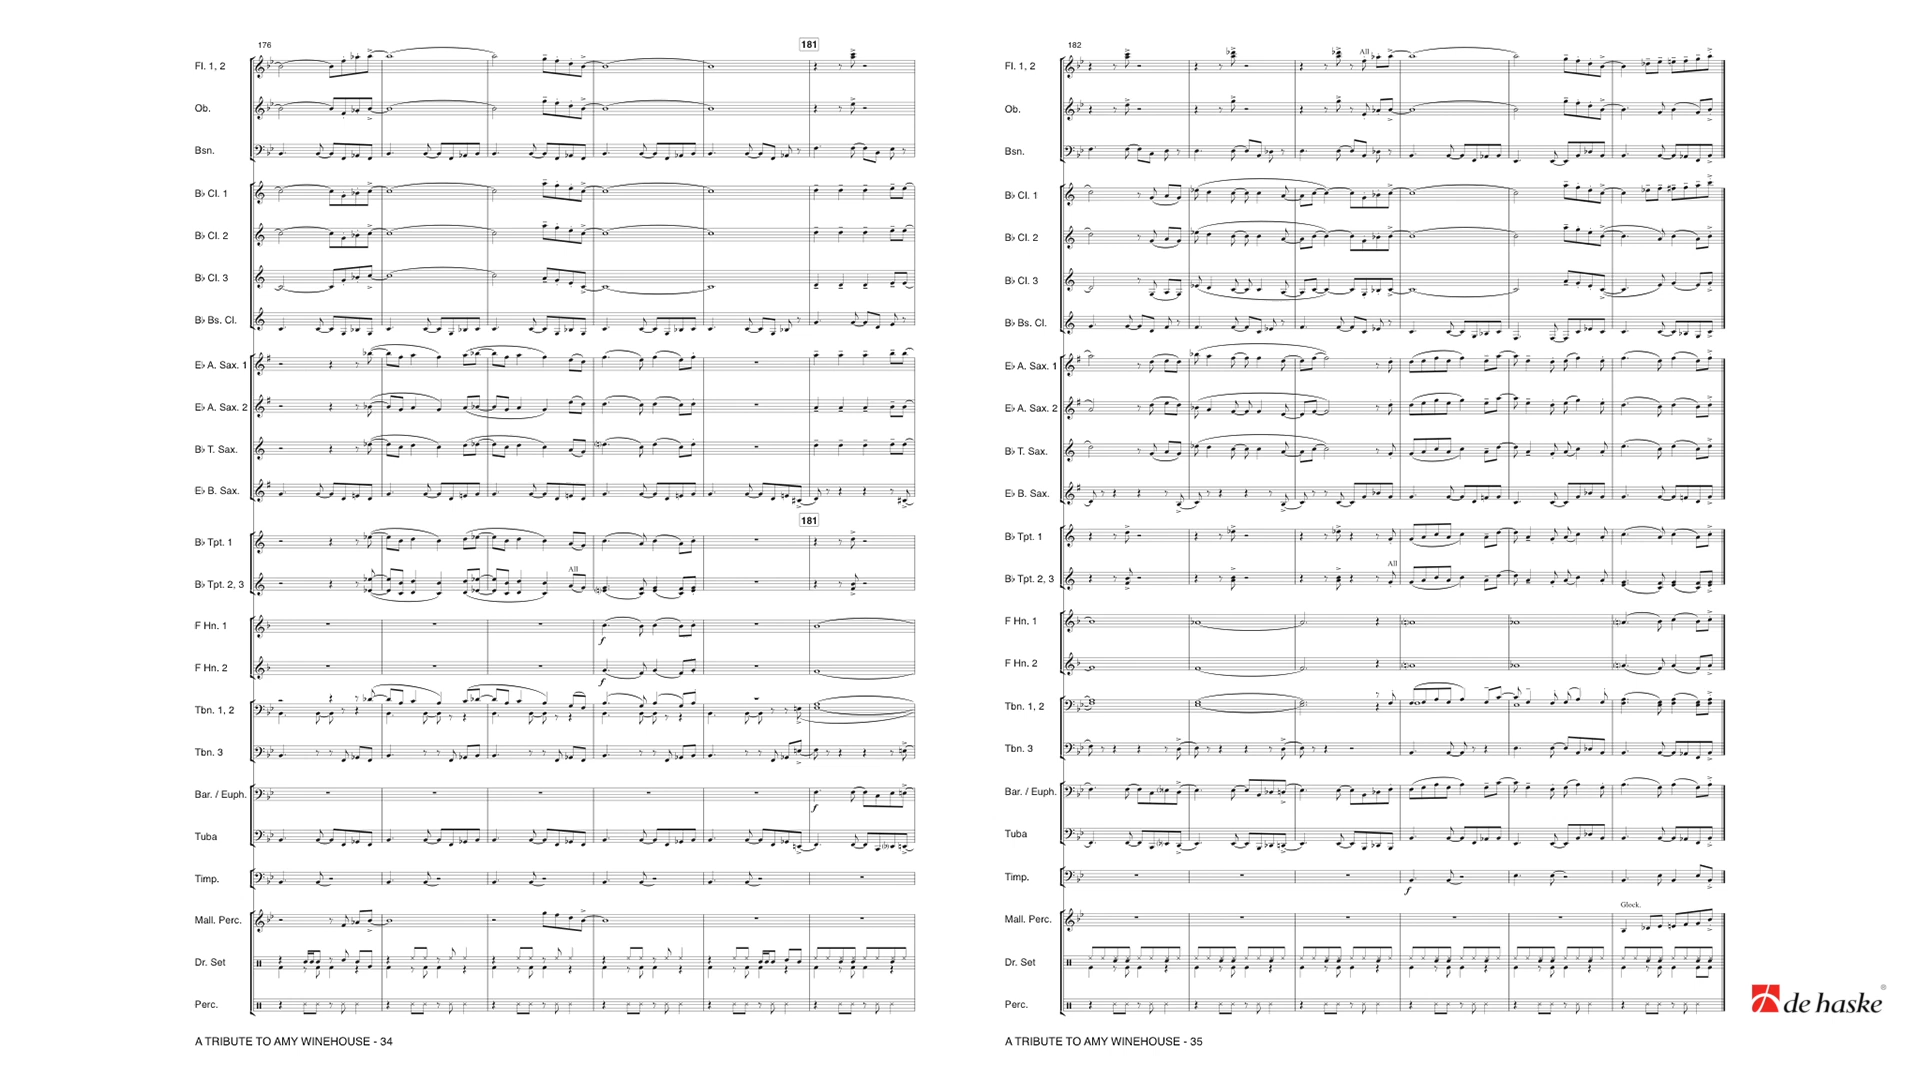 176
181
Fl. 1, 2
Ob.
Bsn.
B♭ Cl. 1
B♭ Cl. 2
B♭ Cl. 3
B♭ Bs. Cl.
E♭ A. Sax. 1
E♭ A. Sax. 2
B♭ T. Sax.
E♭ B. Sax.
181
B♭ Tpt. 1
All
B♭ Tpt. 2, 3
F Hn. 1
f
F Hn. 2
f
Tbn. 1, 2
Tbn. 3
Bar. / Euph.
f
Tuba
Timp.
Mall. Perc.
Dr. Set
Perc.
A TRIBUTE TO AMY WINEHOUSE - 34
182
All
Fl. 1, 2
Ob.
Bsn.
B♭ Cl. 1
B♭ Cl. 2
B♭ Cl. 3
B♭ Bs. Cl.
E♭ A. Sax. 1
E♭ A. Sax. 2
B♭ T. Sax.
E♭ B. Sax.
B♭ Tpt. 1
All
B♭ Tpt. 2, 3
F Hn. 1
F Hn. 2
Tbn. 1, 2
Tbn. 3
Bar. / Euph.
Tuba
Timp.
f
Glock.
Mall. Perc.
Dr. Set
Perc.
A TRIBUTE TO AMY WINEHOUSE - 35
de haske®